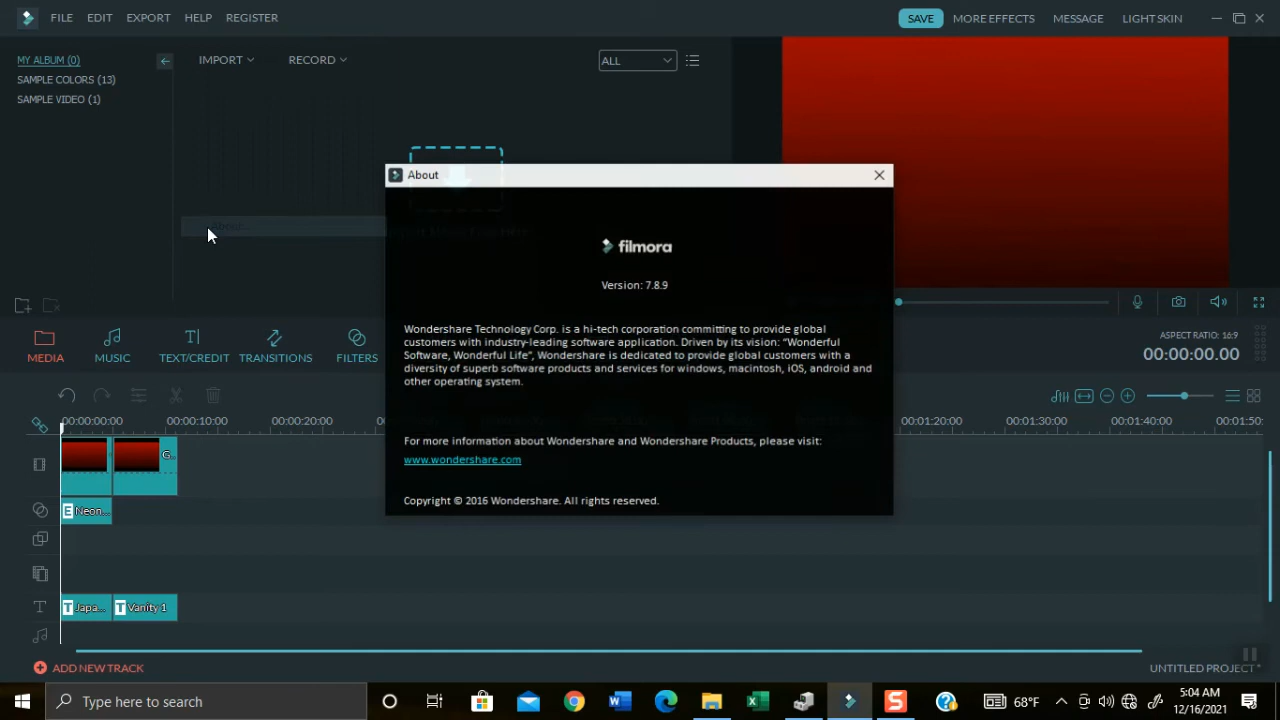 FILE EDIT EXPORT HELP REGISTER SAVE MORE EFFECTS MESSAGE LIGHT SKIN
MY ALBUM (0) IMPORT RECORD ALL
SAMPLE COLORS (13)
SAMPLE VIDEO (1)
About
filmora
Version: 7.8.9
Wondershare Technology Corp. is a hi-tech corporation committing to provide global
customers with industry-leading software application. Driven by its vision: “Wonderful
Software, Wonderful Life”, Wondershare is dedicated to provide global customers with a
diversity of superb software products and services for windows, macintosh, iOS, android and
other operating system.
For more information about Wondershare and Wondershare Products, please visit:
www.wondershare.com
Copyright © 2016 Wondershare. All rights reserved.
MEDIA MUSIC TEXT/CREDIT TRANSITIONS FILTERS
ASPECT RATIO: 16:9
00:00:00.00
00:00:00:00 00:00:10:00 00:00:20:00 00:01:20:00 00:01:30:00 00:01:40:00 00:01:50:
G..
E Neon...
T Japa... T Vanity 1
ADD NEW TRACK UNTITLED PROJECT *
Type here to search 68°F 5:04 AM
12/16/2021